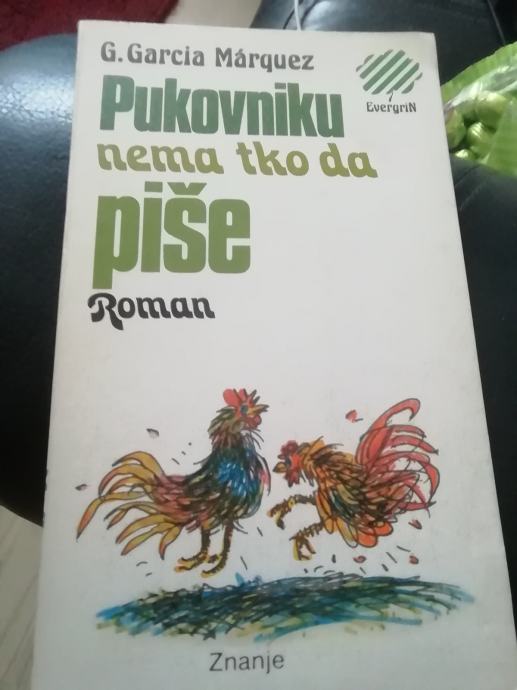 G. Garcia Márquez
EvergriN
Pukovniku
nema tko da
piše
Roman
Znanje